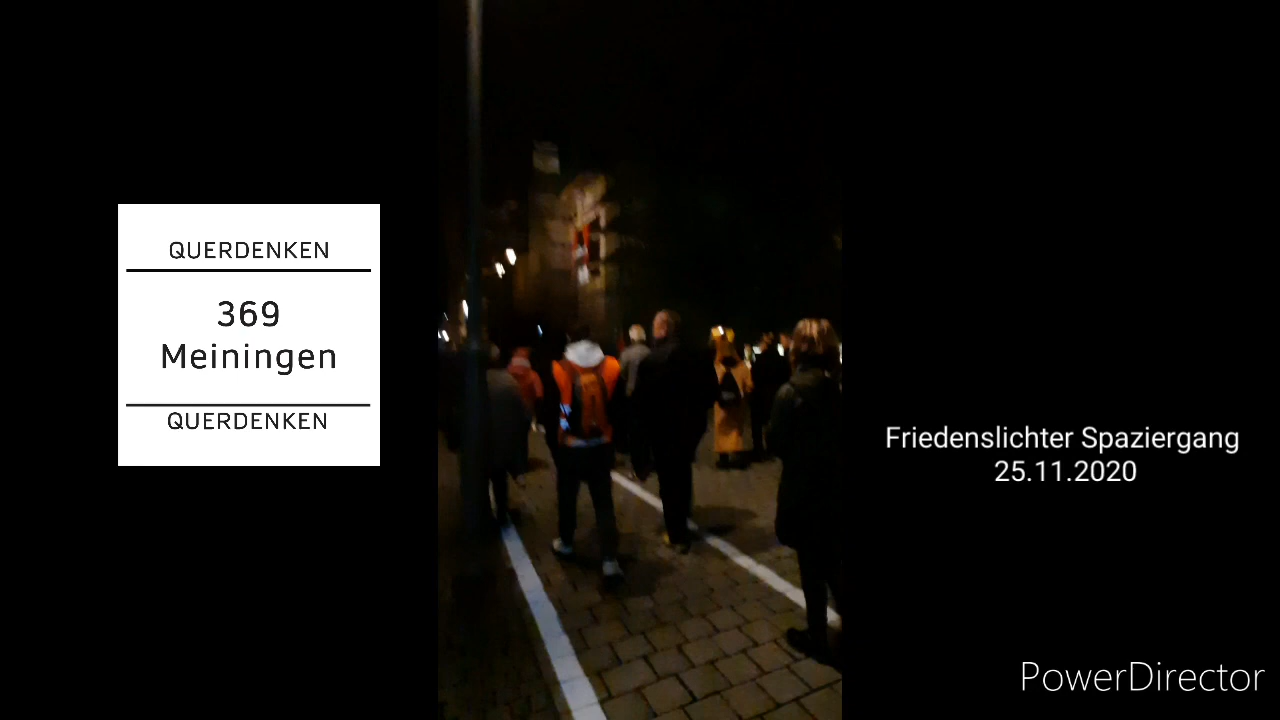 QUERDENKEN
369
Meiningen
QUERDENKEN
Friedenslichter Spaziergang
25.11.2020
PowerDirector